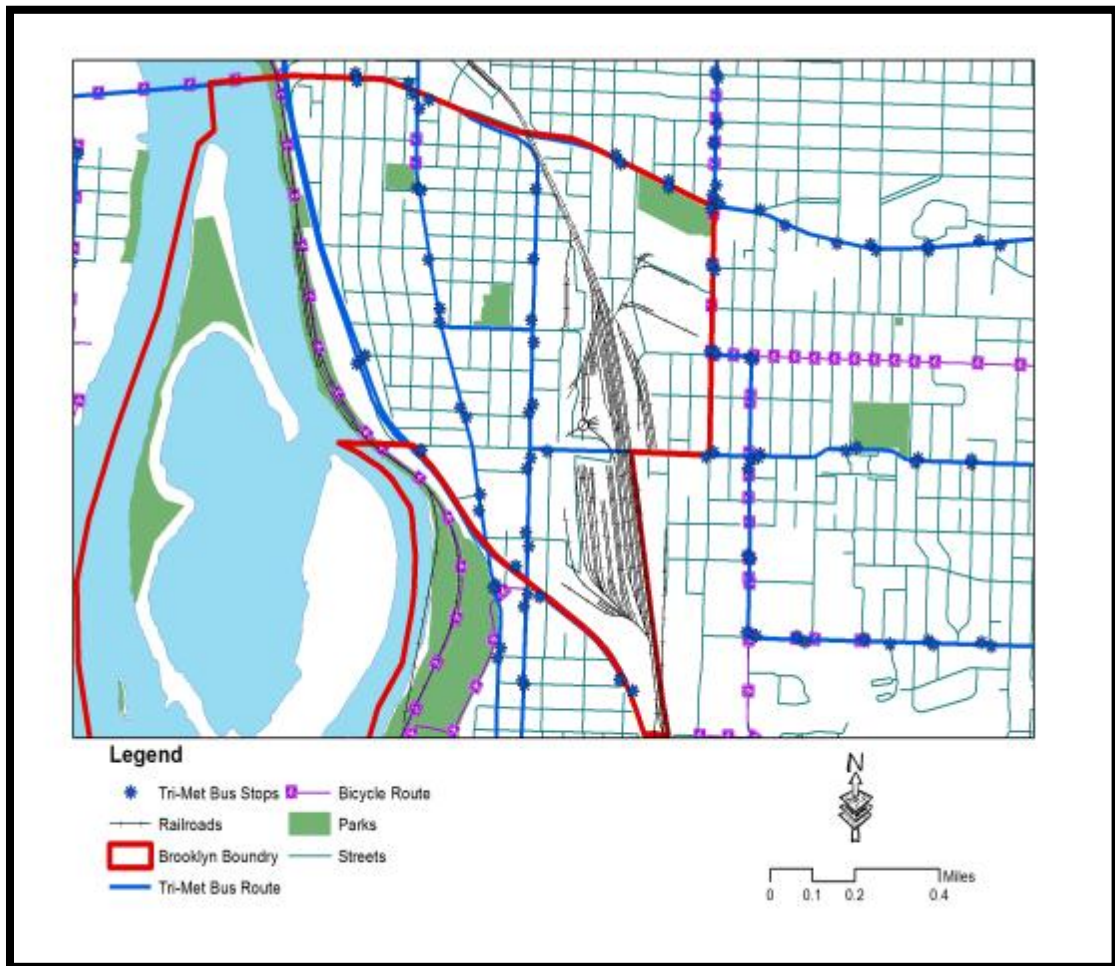 Legend
Tri-Met Bus Stops
Bicycle Route
Railroads
Parks
Brooklyn Boundry
Streets
Tri-Met Bus Route
N
Miles
0 0.1 0.2 0.4